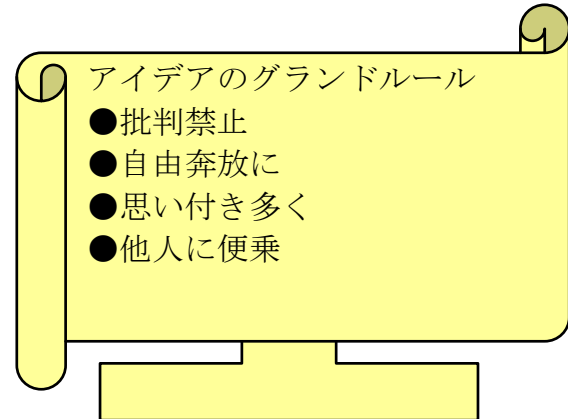 アイデアのグランドルール
●批判禁止
●自由奔放に
●思い付き多く
●他人に便乗